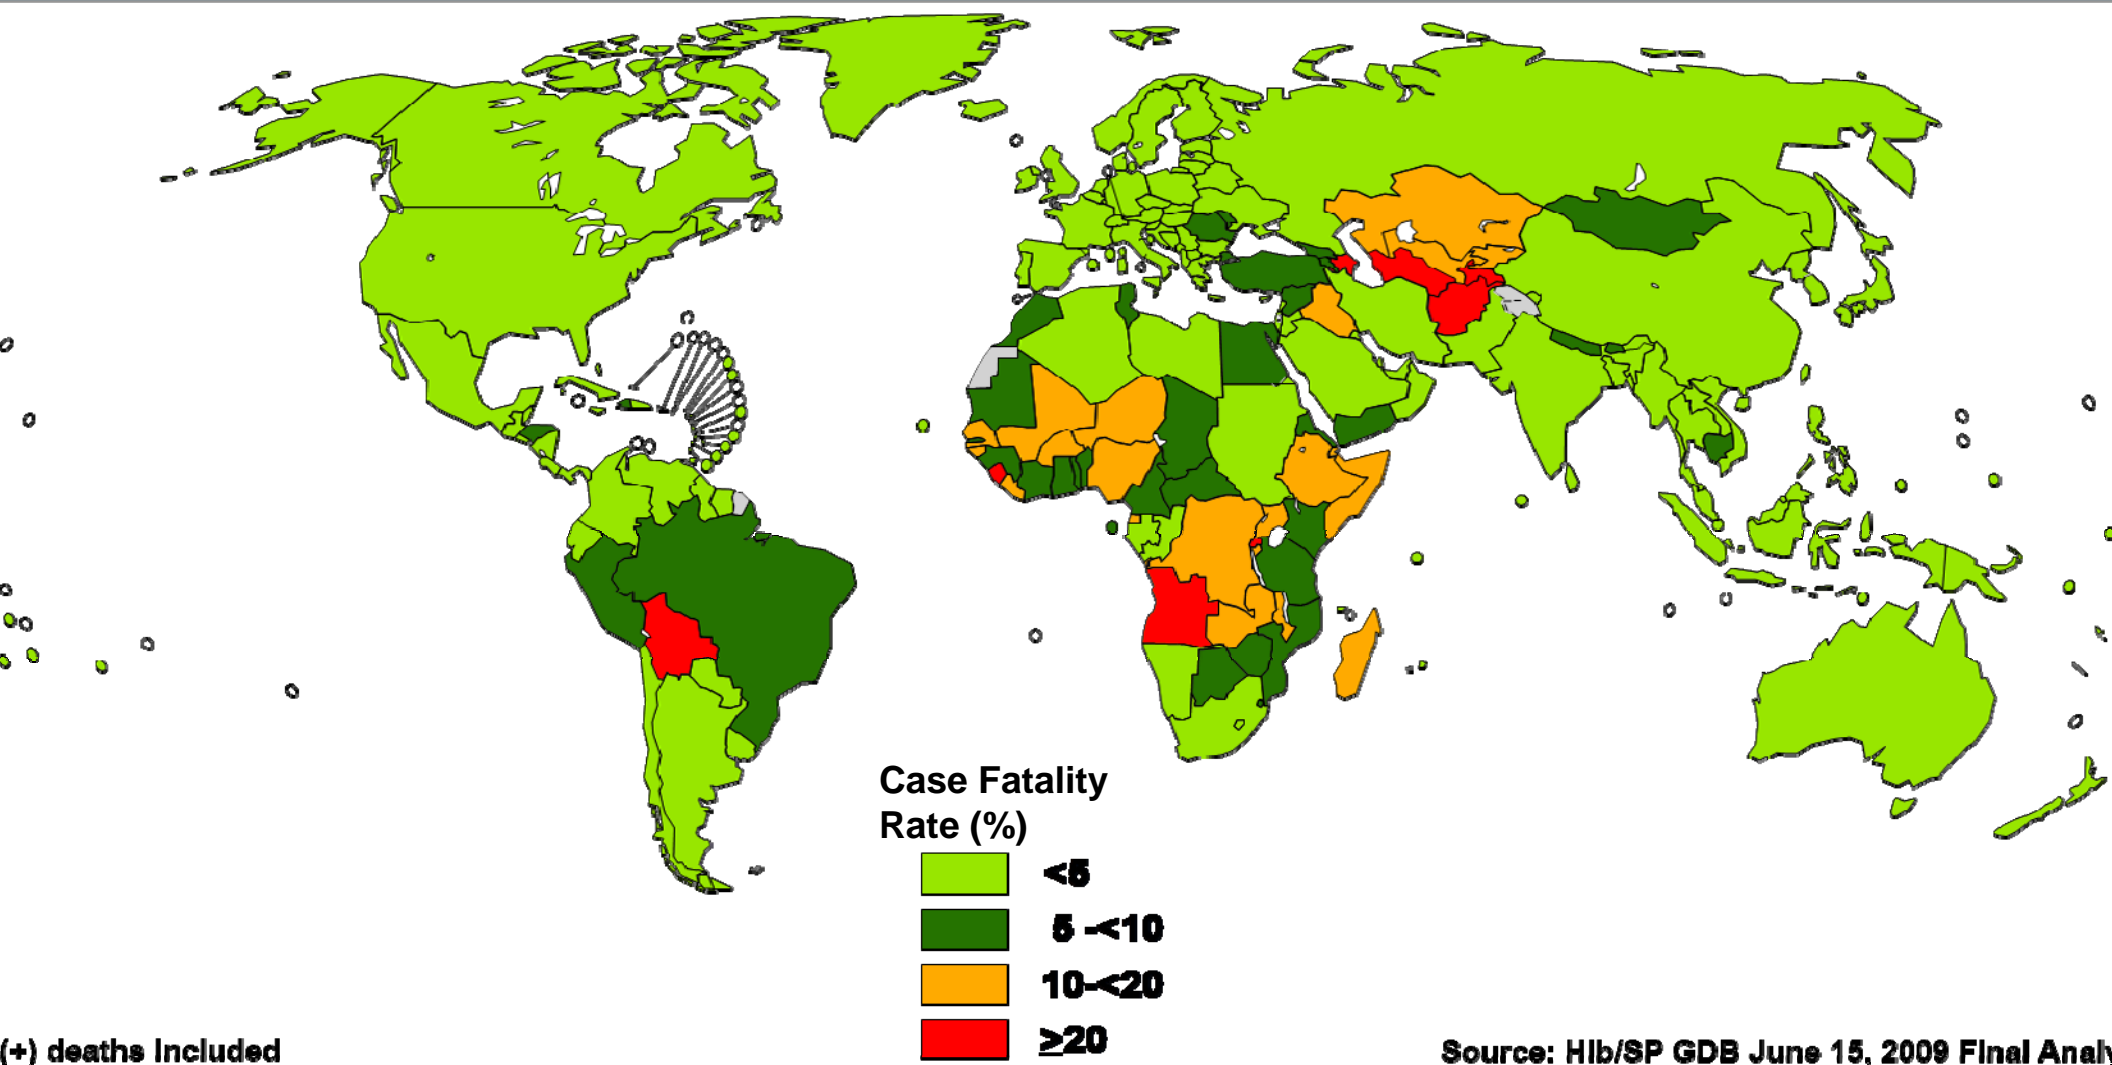 Case Fatality
Rate (%)
<5
5 -<10
10-<20
≥20
(+) deaths Included
Source: Hib/SP GDB June 15, 2009 Final